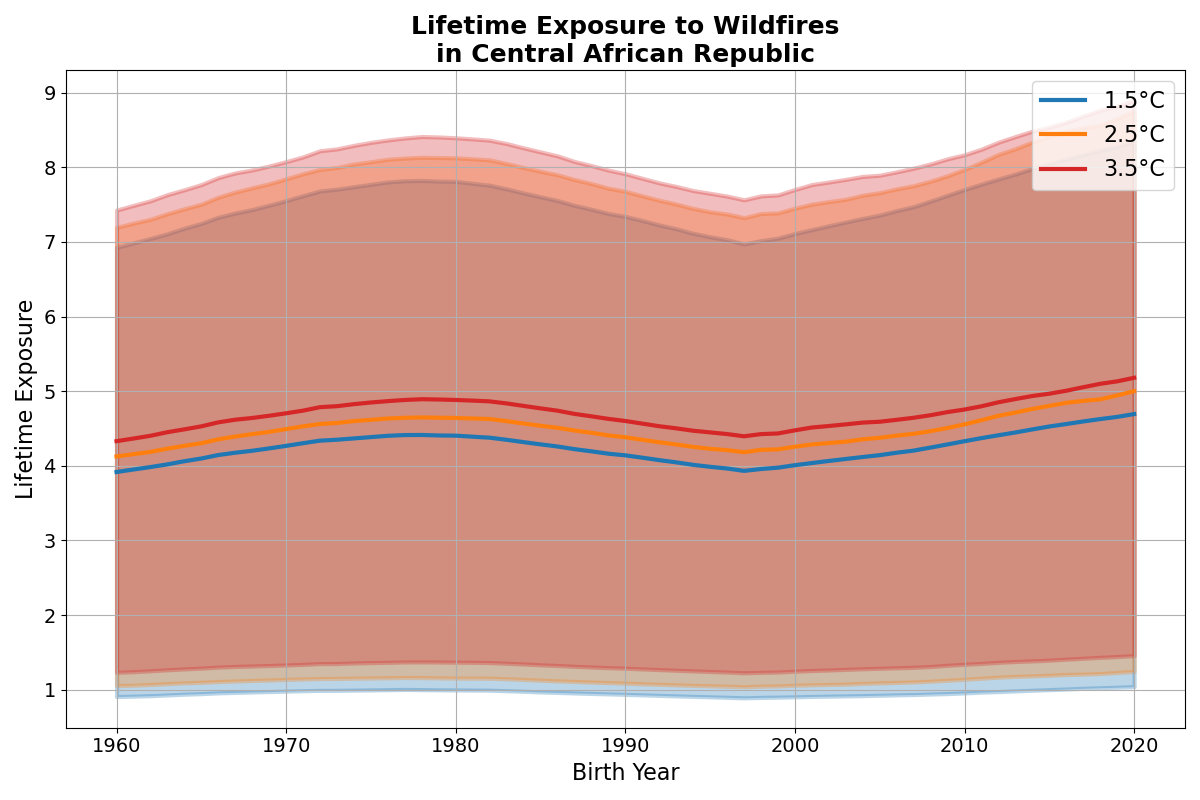 Lifetime Exposure to Wildfires
in Central African Republic
1.5°C
2.5°C
3.5°C
Lifetime Exposure
9
8
7
6
5
4
3
2
1
1960 1970 1980 1990 2000 2010 2020
Birth Year